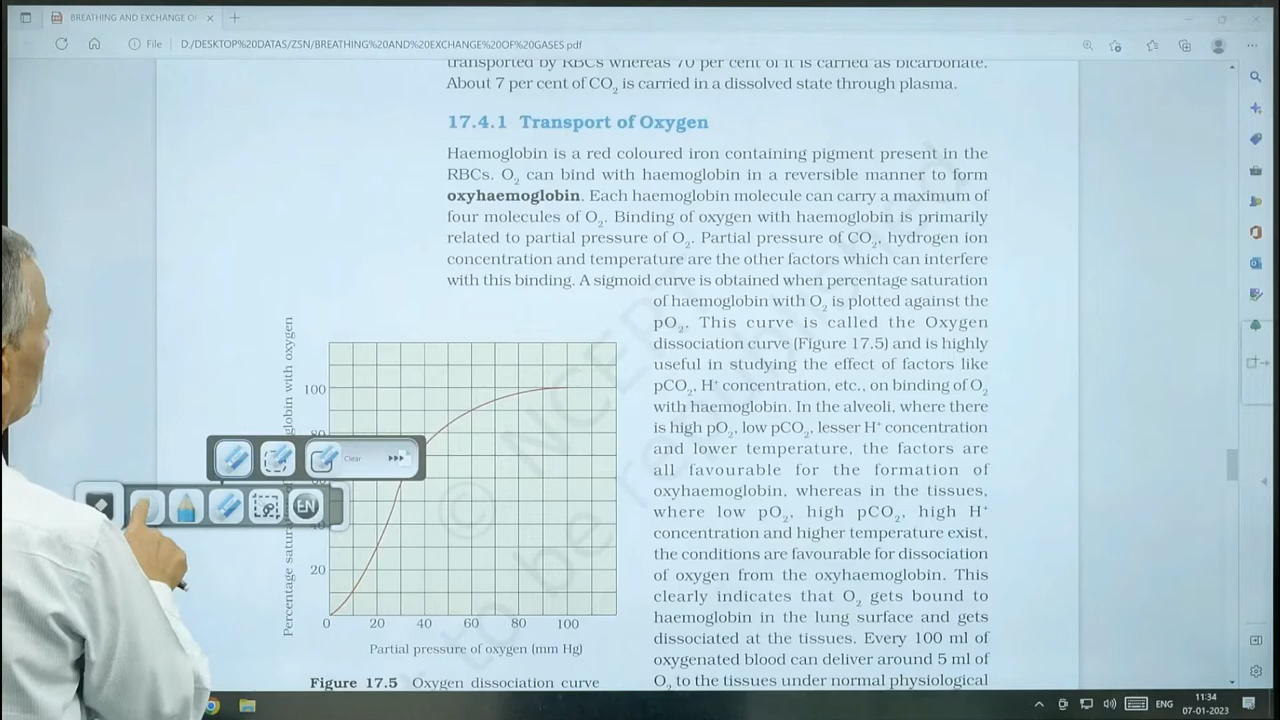 BREATHING AND EXCHANGE O
File
D:/DESKTOP%20DATAS/ZSN/BREATHING%20AND%20EXCHANGE%20OF%20GASES.pdf
transported by RBCs whereas 70 per cent of it is carried as bicarbonate.
About 7 per cent of CO₂ is carried in a dissolved state through plasma.
17.4.1 Transport of Oxygen
Haemoglobin is a red coloured iron containing pigment present in the
RBCs. O₂ can bind with haemoglobin in a reversible manner to form
oxyhaemoglobin. Each haemoglobin molecule can carry a maximum of
four molecules of O₂. Binding of oxygen with haemoglobin is primarily
related to partial pressure of O₂. Partial pressure of CO₂, hydrogen ion
concentration and temperature are the other factors which can interfere
with this binding. A sigmoid curve is obtained when percentage saturation
of haemoglobin with O₂ is plotted against the
pO₂. This curve is called the Oxygen
dissociation curve (Figure 17.5) and is highly
useful in studying the effect of factors like
pCO₂, H⁺ concentration, etc., on binding of O₂
with haemoglobin. In the alveoli, where there
is high pO₂, low pCO₂, lesser H⁺ concentration
and lower temperature, the factors are
all favourable for the formation of
oxyhaemoglobin, whereas in the tissues,
where low pO₂, high pCO₂, high H⁺
concentration and higher temperature exist,
the conditions are favourable for dissociation
of oxygen from the oxyhaemoglobin. This
clearly indicates that O₂ gets bound to
haemoglobin in the lung surface and gets
dissociated at the tissues. Every 100 ml of
oxygenated blood can deliver around 5 ml of
O₂ to the tissues under normal physiological
Percentage satura
globin with oxygen
100
80
40
20
0 20 40 60 80 100
Partial pressure of oxygen (mm Hg)
Figure 17.5 Oxygen dissociation curve
Clear
EN
© NCERT
to be republished
ENG
11:34
07-01-2023